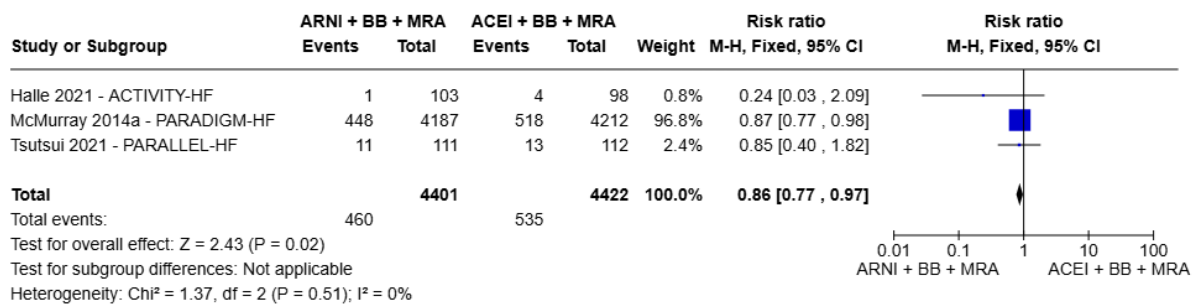 ARNI + BB + MRA ACEI + BB + MRA Risk ratio Risk ratio
Study or Subgroup Events Total Events Total Weight M-H, Fixed, 95% CI M-H, Fixed, 95% CI
Halle 2021 - ACTIVITY-HF 1 103 4 98 0.8% 0.24 [0.03 , 2.09]
McMurray 2014a - PARADIGM-HF 448 4187 518 4212 96.8% 0.87 [0.77 , 0.98]
Tsutsui 2021 - PARALLEL-HF 11 111 13 112 2.4% 0.85 [0.40 , 1.82]
Total 4401 4422 100.0% 0.86 [0.77 , 0.97]
Total events: 460 535
Test for overall effect: Z = 2.43 (P = 0.02)
Test for subgroup differences: Not applicable
Heterogeneity: Chi² = 1.37, df = 2 (P = 0.51); I² = 0%
0.01 0.1 1 10 100
ARNI + BB + MRA ACEI + BB + MRA